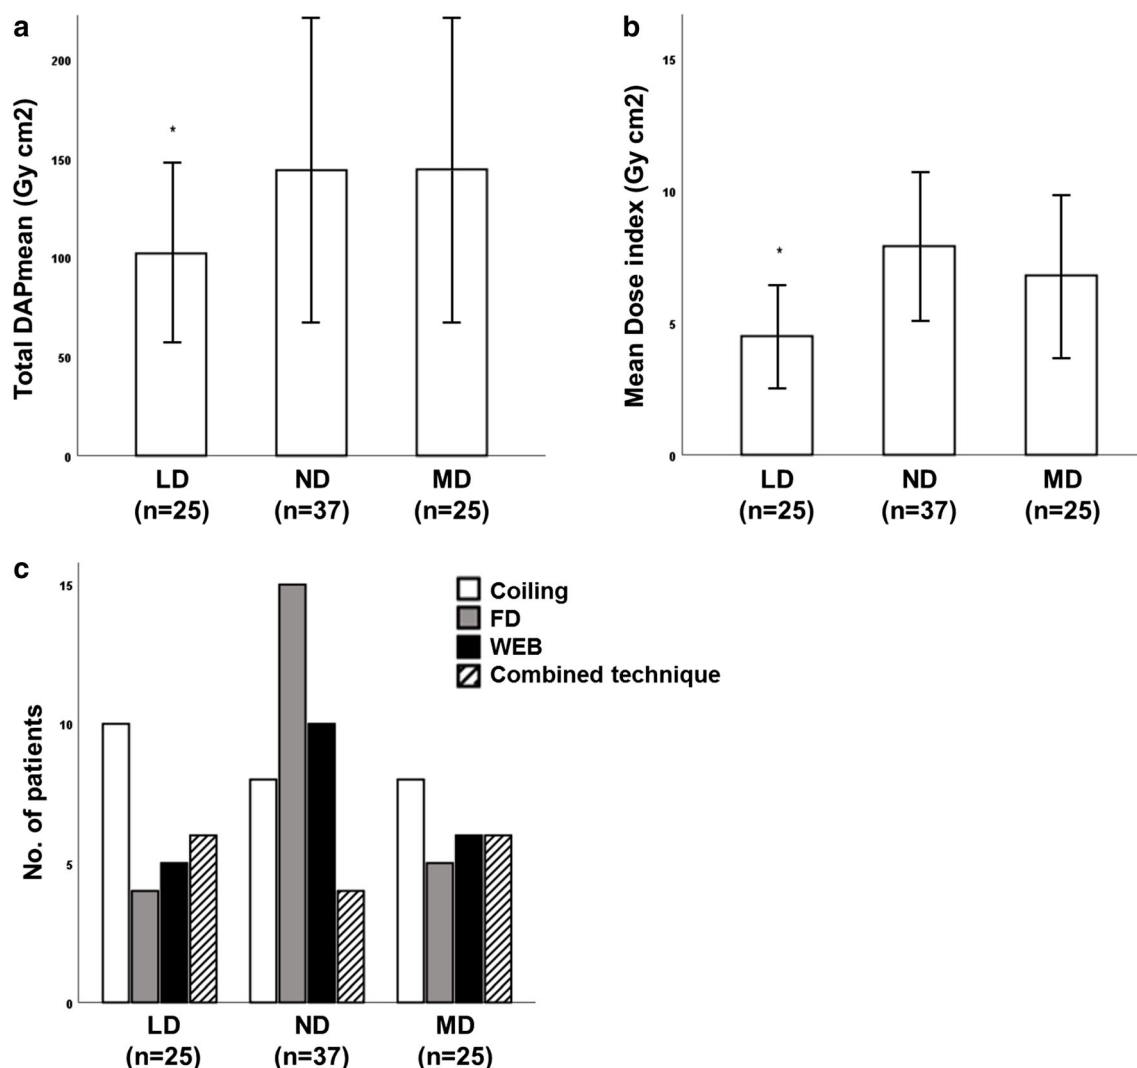 a
Total DAPmean (Gy cm2)
200
150
100
50
0
*
LD
(n=25)
ND
(n=37)
MD
(n=25)
b
Mean Dose index (Gy cm2)
15
10
5
0
*
LD
(n=25)
ND
(n=37)
MD
(n=25)
c
No. of patients
15
10
5
0
Coiling
FD
WEB
Combined technique
LD
(n=25)
ND
(n=37)
MD
(n=25)